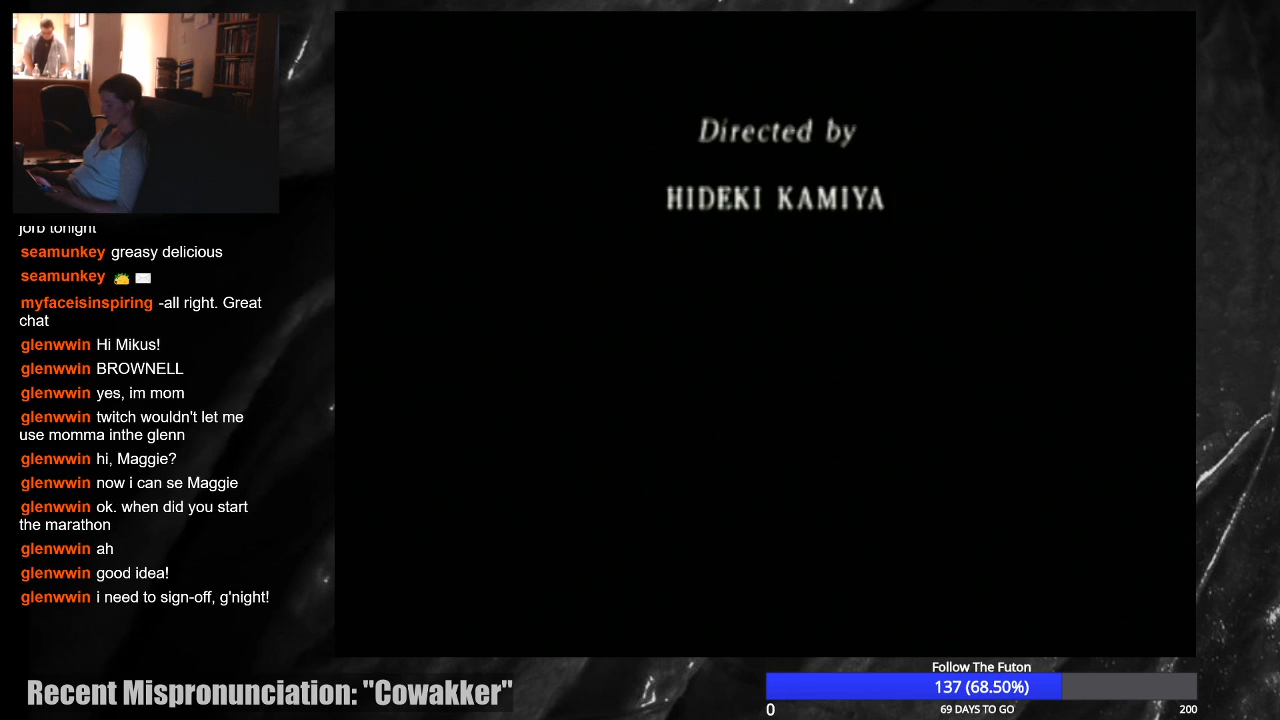 Directed by
HIDEKI KAMIYA
jorb tonight
seamunkey greasy delicious
seamunkey 🌮 ✉️
myfaceisinspiring -all right. Great
chat
glenwwin Hi Mikus!
glenwwin BROWNELL
glenwwin yes, im mom
glenwwin twitch wouldn't let me
use momma inthe glenn
glenwwin hi, Maggie?
glenwwin now i can se Maggie
glenwwin ok. when did you start
the marathon
glenwwin ah
glenwwin good idea!
glenwwin i need to sign-off, g'night!
Recent Mispronunciation: "Cowakker"
Follow The Futon
137 (68.50%)
0
69 DAYS TO GO
200